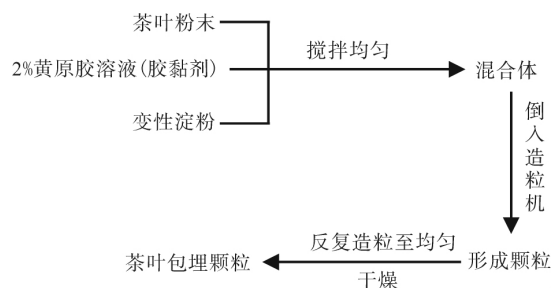 茶叶粉末
2%黄原胶溶液(胶黏剂)
变性淀粉
搅拌均匀
混合体
倒入造粒机
形成颗粒
反复造粒至均匀
干燥
茶叶包埋颗粒